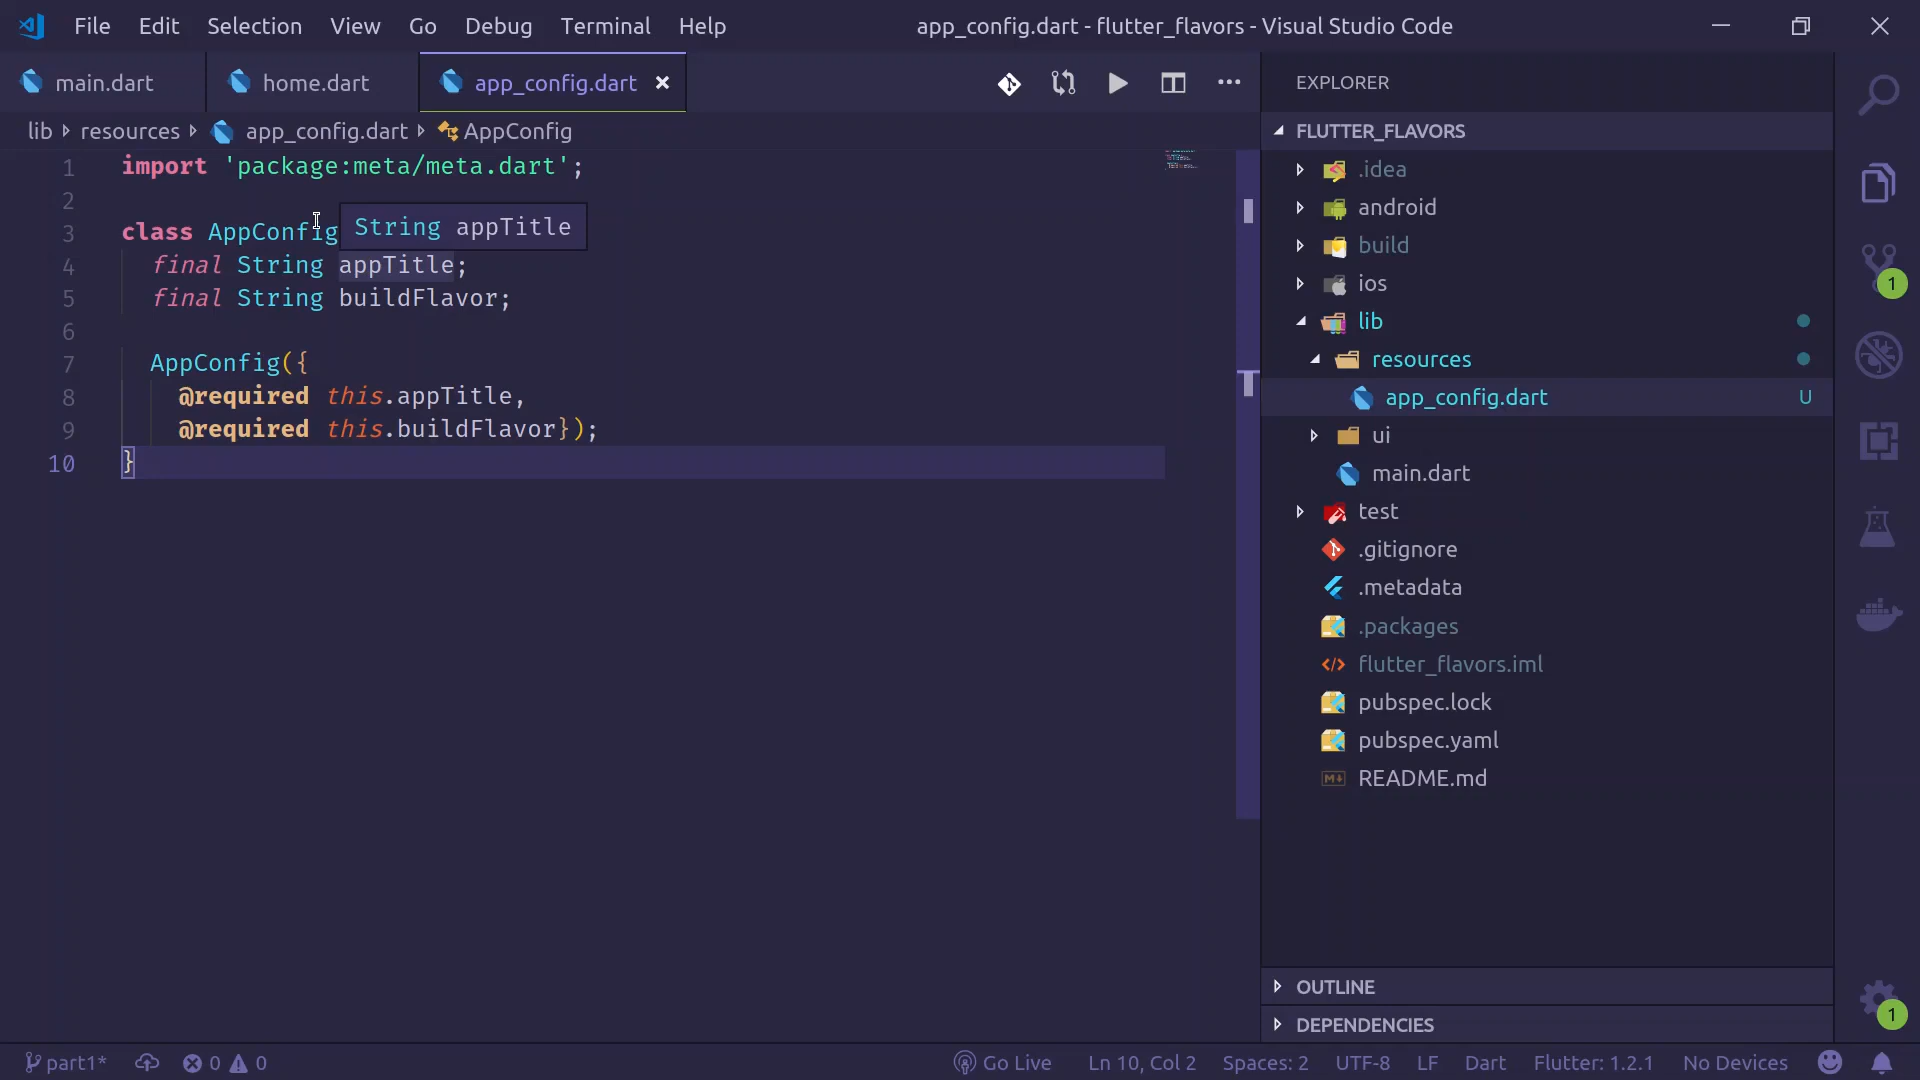 File Edit Selection View Go Debug Terminal Help app_config.dart - flutter_flavors - Visual Studio Code
main.dart home.dart app_config.dart
lib resources app_config.dart AppConfig
1 import 'package:meta/meta.dart';
2
3 class AppConfig
String appTitle
4 final String appTitle;
5 final String buildFlavor;
6
7 AppConfig({
8 @required this.appTitle,
9 @required this.buildFlavor});
10 }
EXPLORER
FLUTTER_FLAVORS
.idea
android
build
ios
lib
resources
app_config.dart U
ui
main.dart
test
.gitignore
.metadata
.packages
flutter_flavors.iml
pubspec.lock
pubspec.yaml
README.md
OUTLINE
DEPENDENCIES
1
1
part1* 0 0 Go Live Ln 10, Col 2 Spaces: 2 UTF-8 LF Dart Flutter: 1.2.1 No Devices